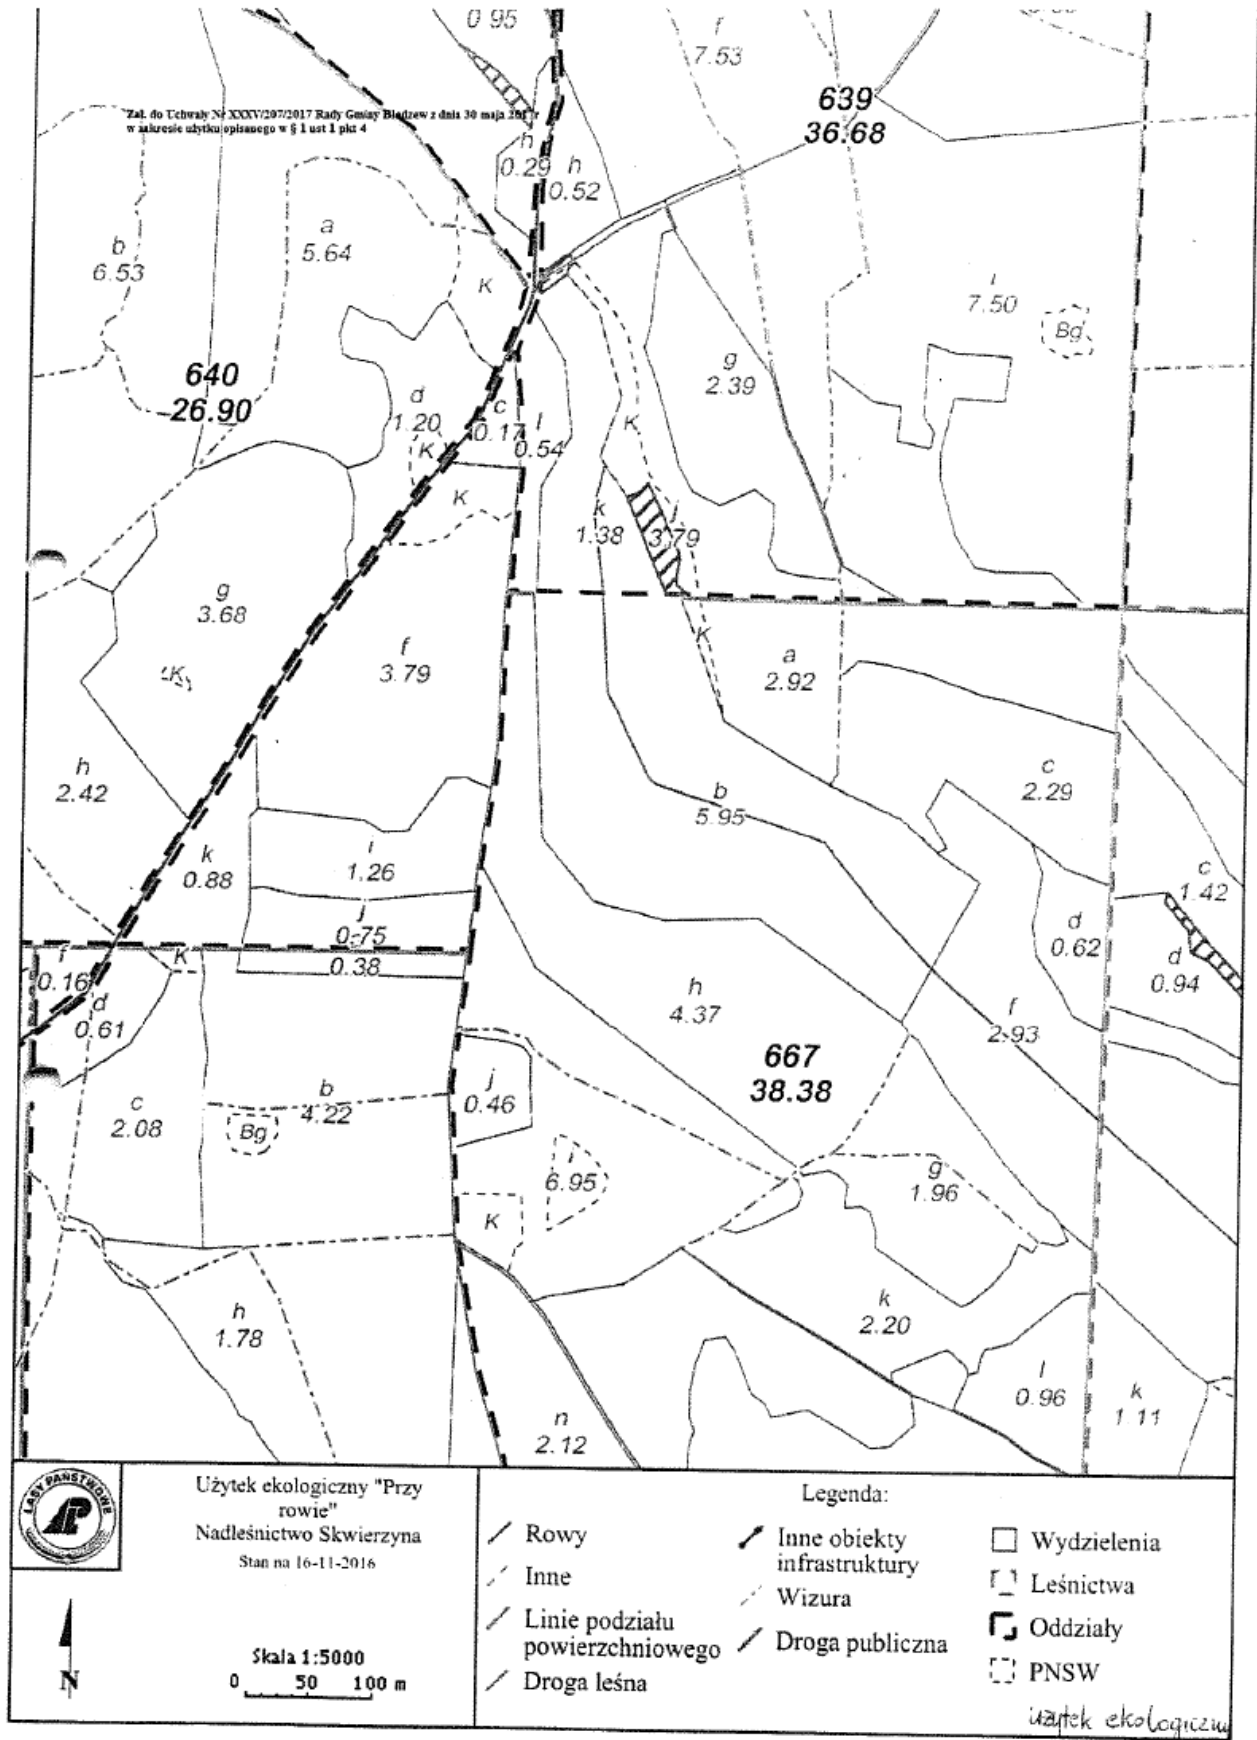 0 95
f
7.53
639
36.68
Zał. do Uchwały Nr XXXV/207/2017 Rady Gminy Bledzew z dnia 30 maja 2017r
w zakresie użytku opisanego w § 1 ust 1 pkt 4
h
0.29
h
0.52
b
6.53
a
5.64
K
i
7.50
Bg
640
26.90
g
2.39
d
1.20
c
0.17
l
0.54
K
K
K
k
1.38
j
3.79
g
3.68
K
f
3.79
K
a
2.92
h
2.42
b
5.95
c
2.29
k
0.88
i
1.26
c
1.42
j
0.75
d
0.62
d
0.94
f
0.16
K
0.38
d
0.61
h
4.37
f
2.93
667
38.38
c
2.08
b
4.22
Bg
j
0.46
i
6.95
g
1.96
K
h
1.78
k
2.20
l
0.96
k
1.11
n
2.12
LASY PAŃSTWOWE
Użytek ekologiczny "Przy
rowie"
Nadleśnictwo Skwierzyna
Stan na 16-11-2016
N
Skala 1:5000
0 50 100 m
Legenda:
Rowy
Inne
Linie podziału
powierzchniowego
Droga leśna
Inne obiekty
infrastruktury
Wizura
Droga publiczna
Wydzielenia
Leśnictwa
Oddziały
PNSW
użytek ekologiczny